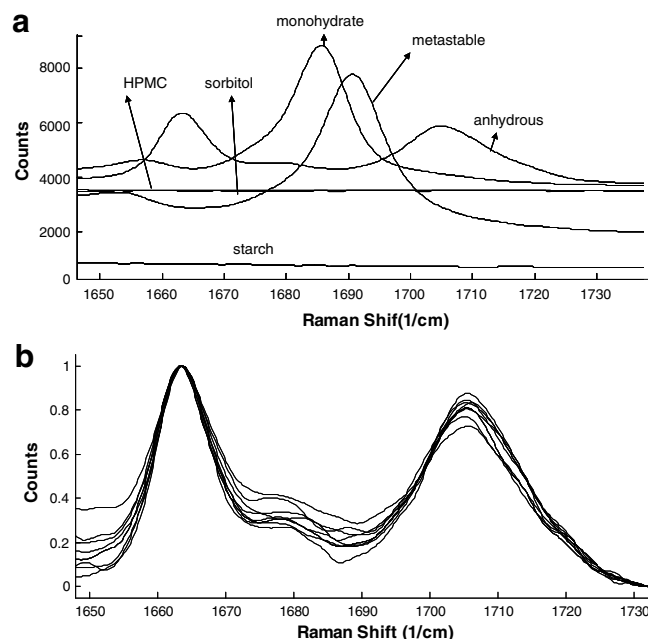 a
monohydrate
HPMC sorbitol metastable
anhydrous
starch
Counts
8000
6000
4000
2000
0
1650 1660 1670 1680 1690 1700 1710 1720 1730
Raman Shif(1/cm)
b
Counts
1
0.8
0.6
0.4
0.2
0
1650 1660 1670 1680 1690 1700 1710 1720 1730
Raman Shift (1/cm)